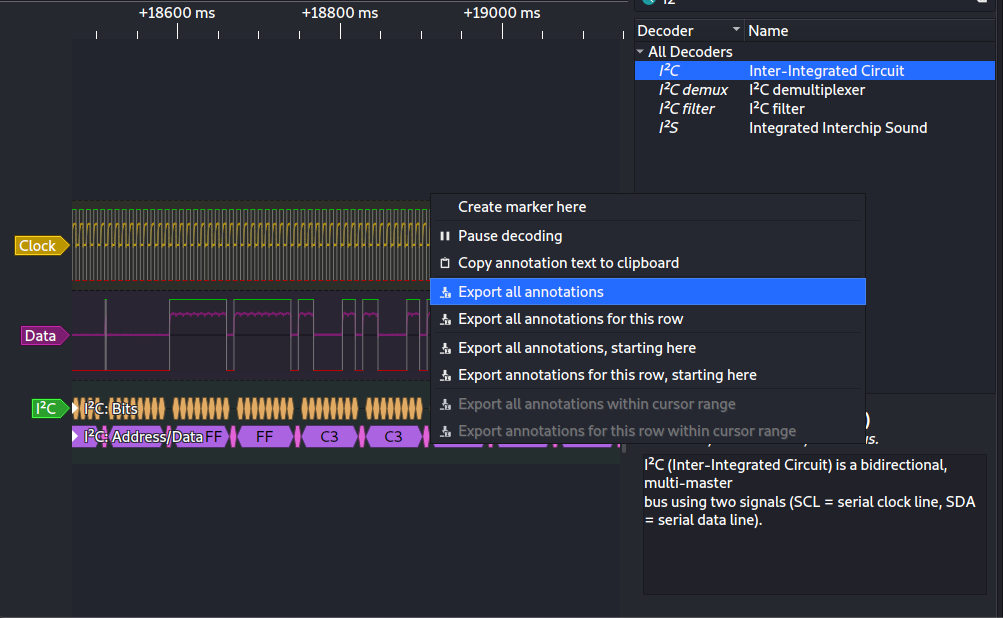 +18600 ms
+18800 ms
+19000 ms
Decoder
Name
All Decoders
I²C
Inter-Integrated Circuit
I²C demux
I²C demultiplexer
I²C filter
I²C filter
I²S
Integrated Interchip Sound
Create marker here
Pause decoding
Copy annotation text to clipboard
Export all annotations
Export all annotations for this row
Export all annotations, starting here
Export annotations for this row, starting here
Export all annotations within cursor range
Export annotations for this row within cursor range
Clock
Data
I²C
I²C: Bits
I²C: Address/Data
FF
FF
C3
C3
I²C (Inter-Integrated Circuit) is a bidirectional,
multi-master
bus using two signals (SCL = serial clock line, SDA
= serial data line).